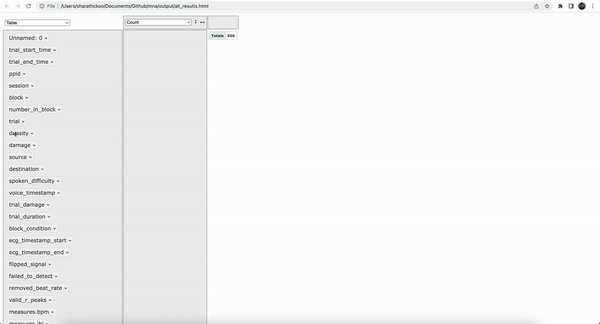 File | /Users/sharathckoo/Documents/Github/mna/output/all_results.html
Table
Count
Totals 506
Unnamed: 0
trial_start_time
trial_end_time
ppid
session
block
number_in_block
trial
density
damage
source
destination
spoken_difficulty
voice_timestamp
trial_damage
trial_duration
block_condition
ecg_timestamp_start
ecg_timestamp_end
flipped_signal
failed_to_detect
removed_beat_rate
valid_r_peaks
measures.bpm
measures.ibi